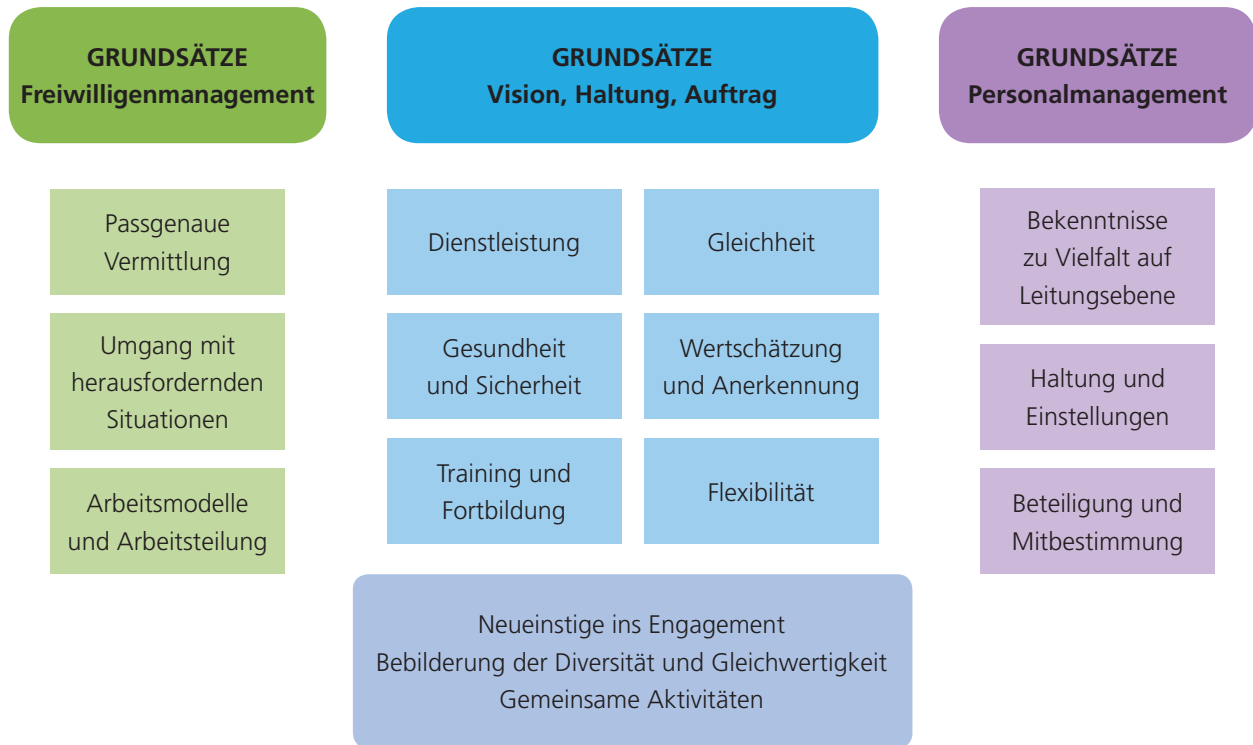 GRUNDSÄTZE
Freiwilligenmanagement
Passgenaue
Vermittlung
Umgang mit
herausfordernden
Situationen
Arbeitsmodelle
und Arbeitsteilung
GRUNDSÄTZE
Vision, Haltung, Auftrag
Dienstleistung
Gleichheit
Gesundheit
und Sicherheit
Wertschätzung
und Anerkennung
Training und
Fortbildung
Flexibilität
Neueinstige ins Engagement
Bebilderung der Diversität und Gleichwertigkeit
Gemeinsame Aktivitäten
GRUNDSÄTZE
Personalmanagement
Bekenntnisse
zu Vielfalt auf
Leitungsebene
Haltung und
Einstellungen
Beteiligung und
Mitbestimmung